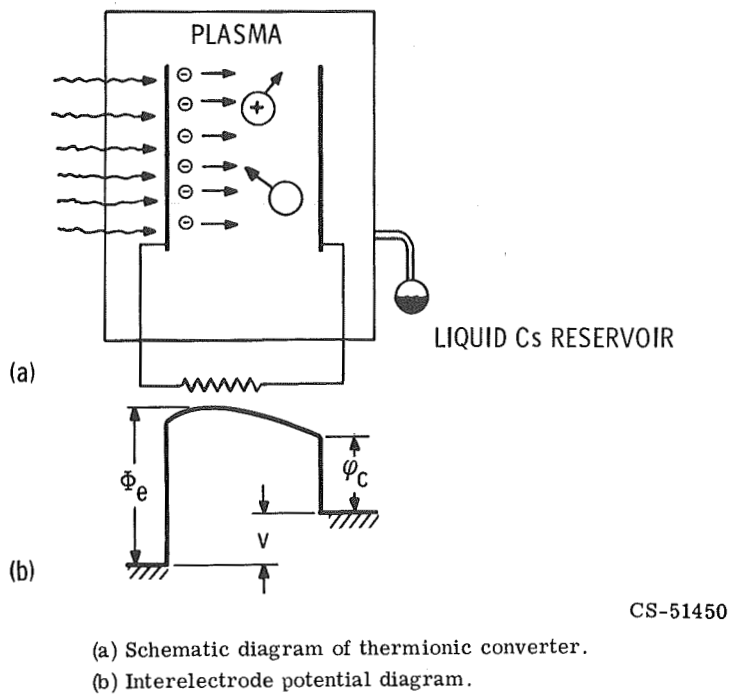 PLASMA
⊖
⊖
+
⊖
⊖
⊖
⊖
LIQUID Cs RESERVOIR
(a)
Φe
φC
V
(b)
CS-51450
(a) Schematic diagram of thermionic converter.
(b) Interelectrode potential diagram.